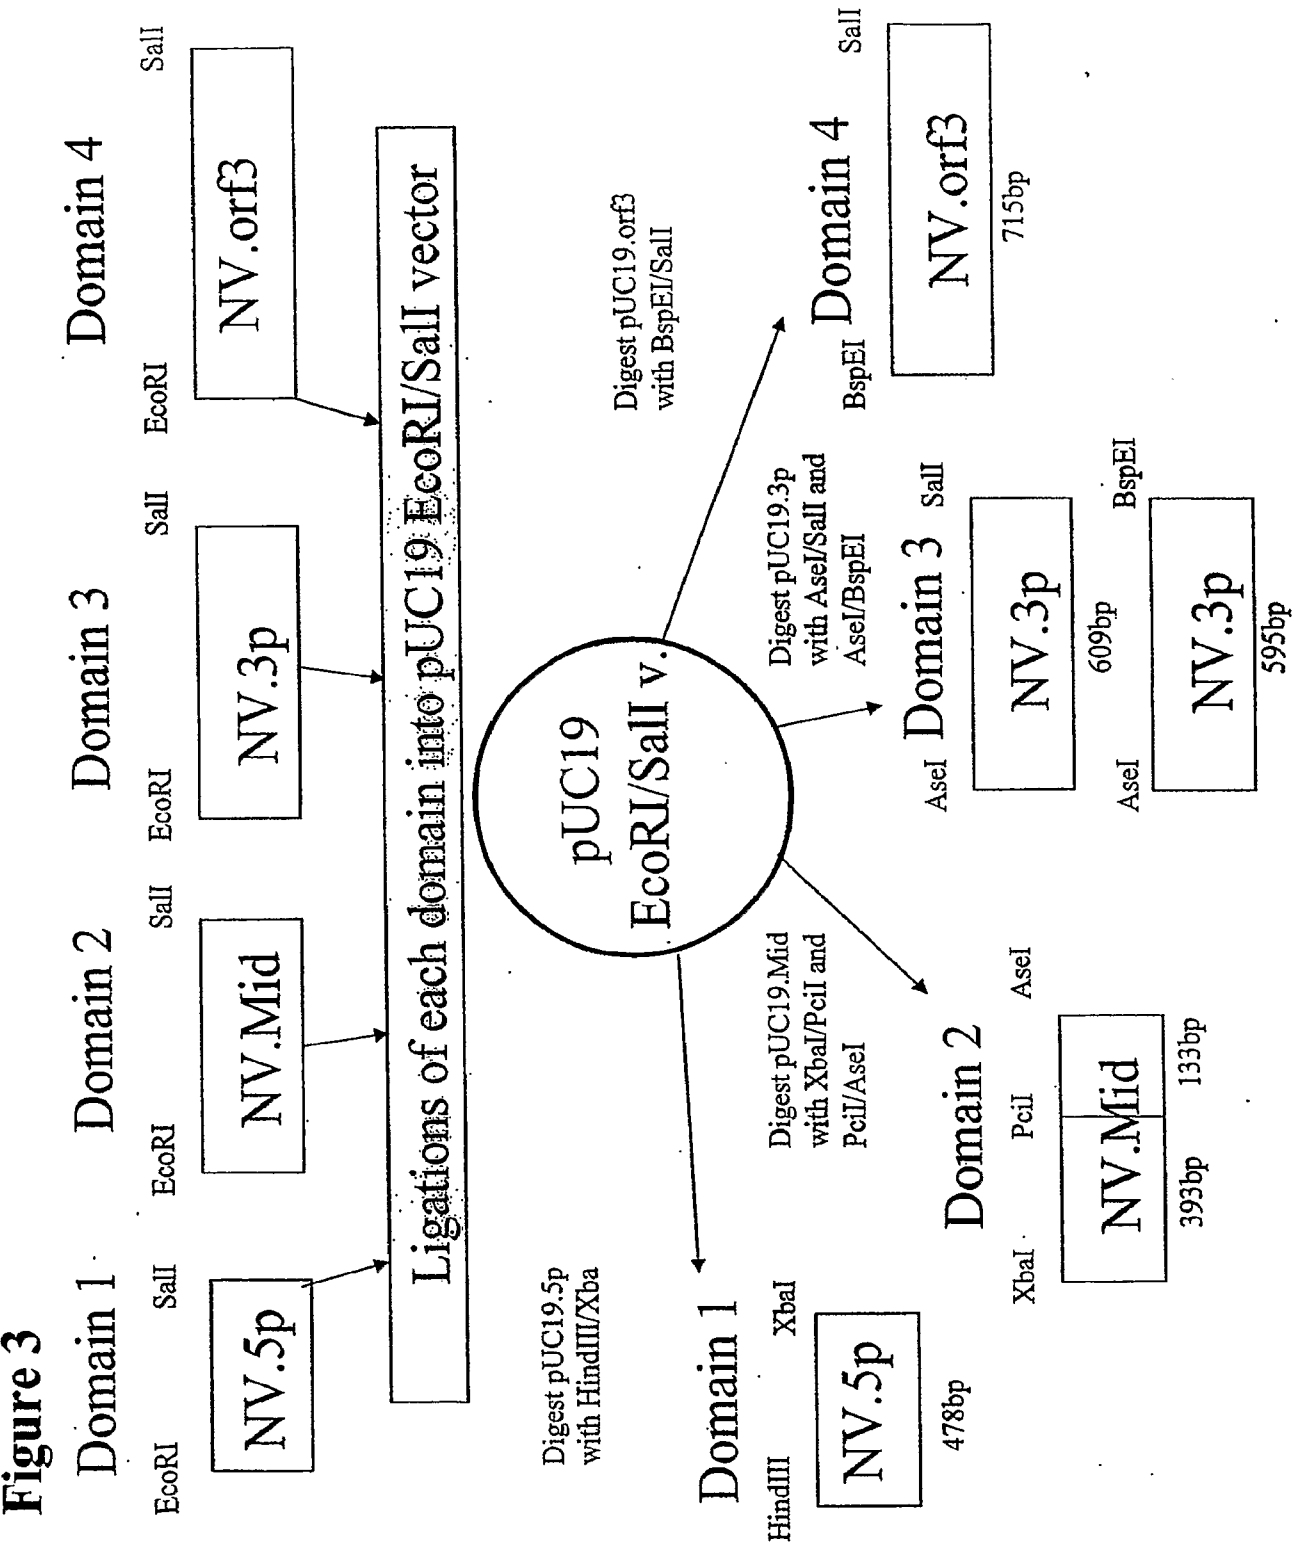 Figure 3
Domain 1
Domain 2
Domain 3
Domain 4
EcoRI
SalI
EcoRI
SalI
EcoRI
SalI
EcoRI
SalI
NV.5p
NV.Mid
NV.3p
NV.orf3
Ligations of each domain into pUC19 EcoRI/SalI vector
pUC19
EcoRI/SalI v.
Digest pUC19.5p
with HindIII/Xba
Digest pUC19.Mid
with XbaI/PciI and
PciI/AseI
Digest pUC19.3p
with AseI/SalI and
AseI/BspEI
Digest pUC19.orf3
with BspEI/SalI
Domain 1
HindIII
XbaI
NV.5p
478bp
Domain 2
XbaI
PciI
AseI
NV.Mid
393bp
133bp
Domain 3
AseI
SalI
NV.3p
609bp
AseI
BspEI
NV.3p
595bp
Domain 4
BspEI
SalI
NV.orf3
715bp